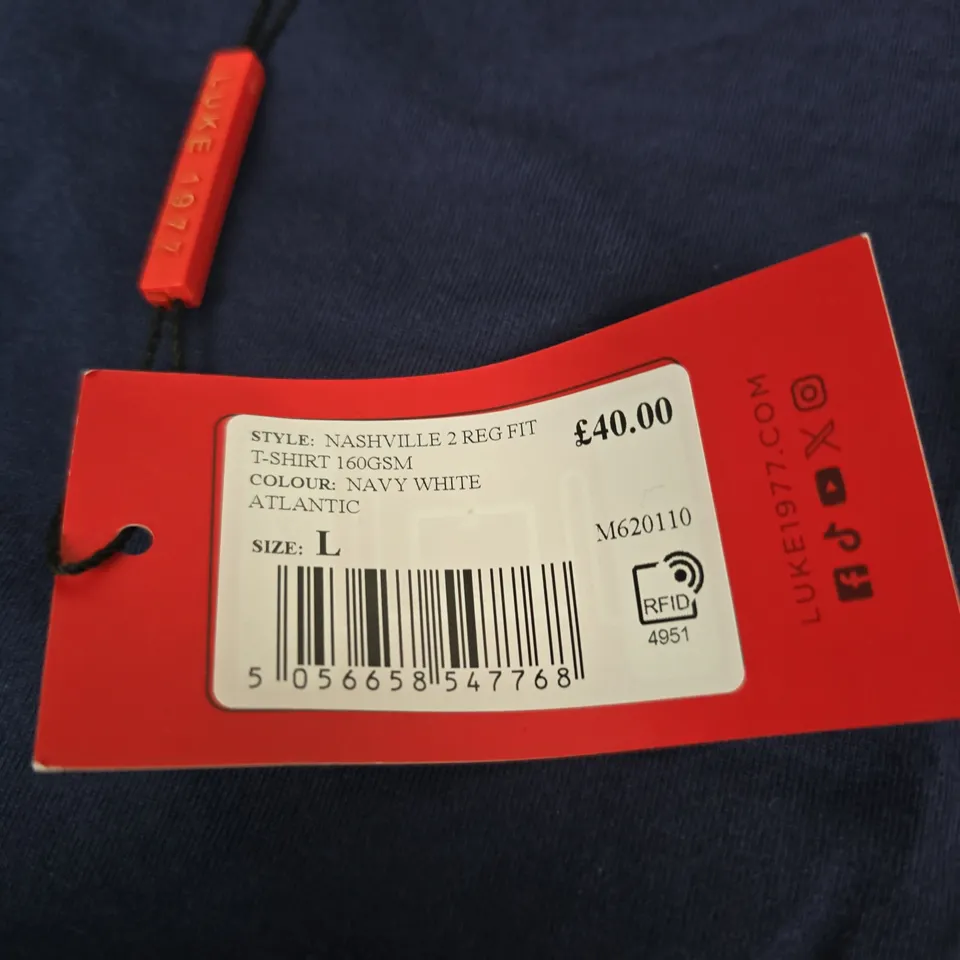 LUKE 1977
STYLE: NASHVILLE 2 REG FIT
T-SHIRT 160GSM
COLOUR: NAVY WHITE
ATLANTIC
£40.00
SIZE: L
M620110
RFID
4951
5 056658 547768
LUKE1977.COM